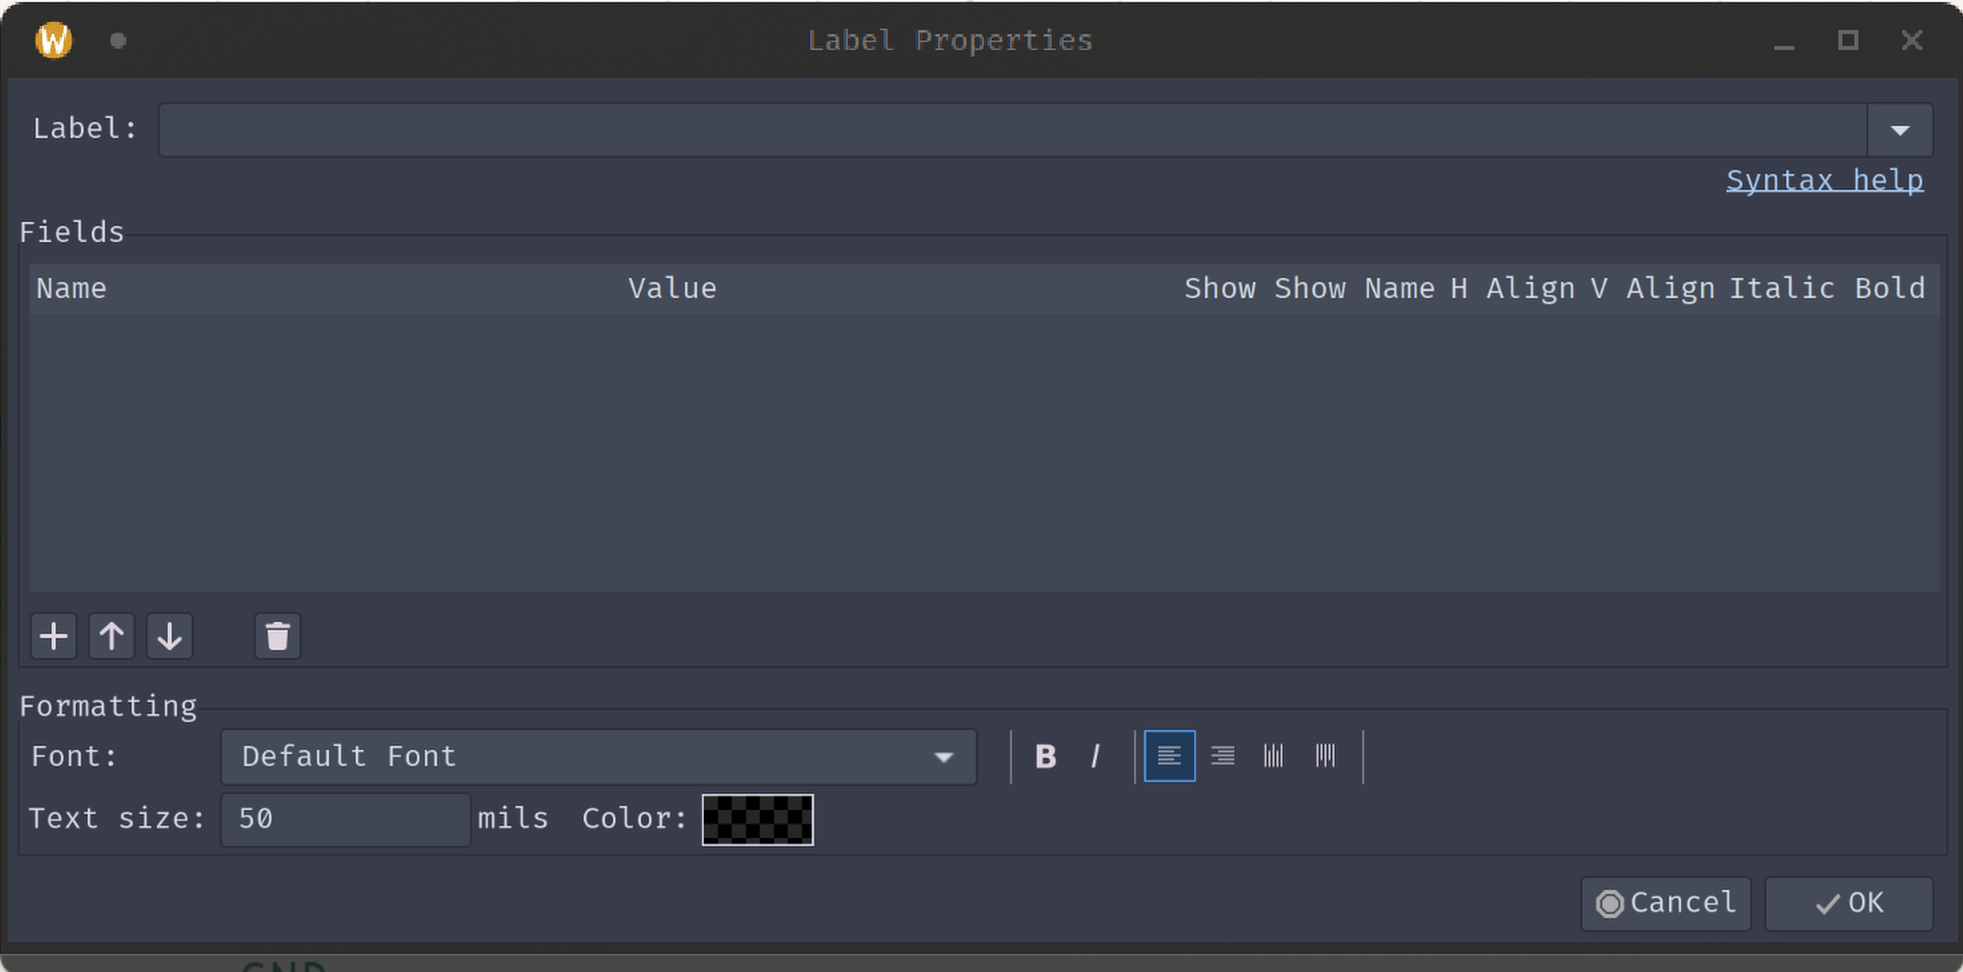 Label Properties
Label:
Syntax help
Fields
Name Value Show Show Name H Align V Align Italic Bold
Formatting
Font: Default Font B I
Text size: 50 mils Color:
Cancel OK